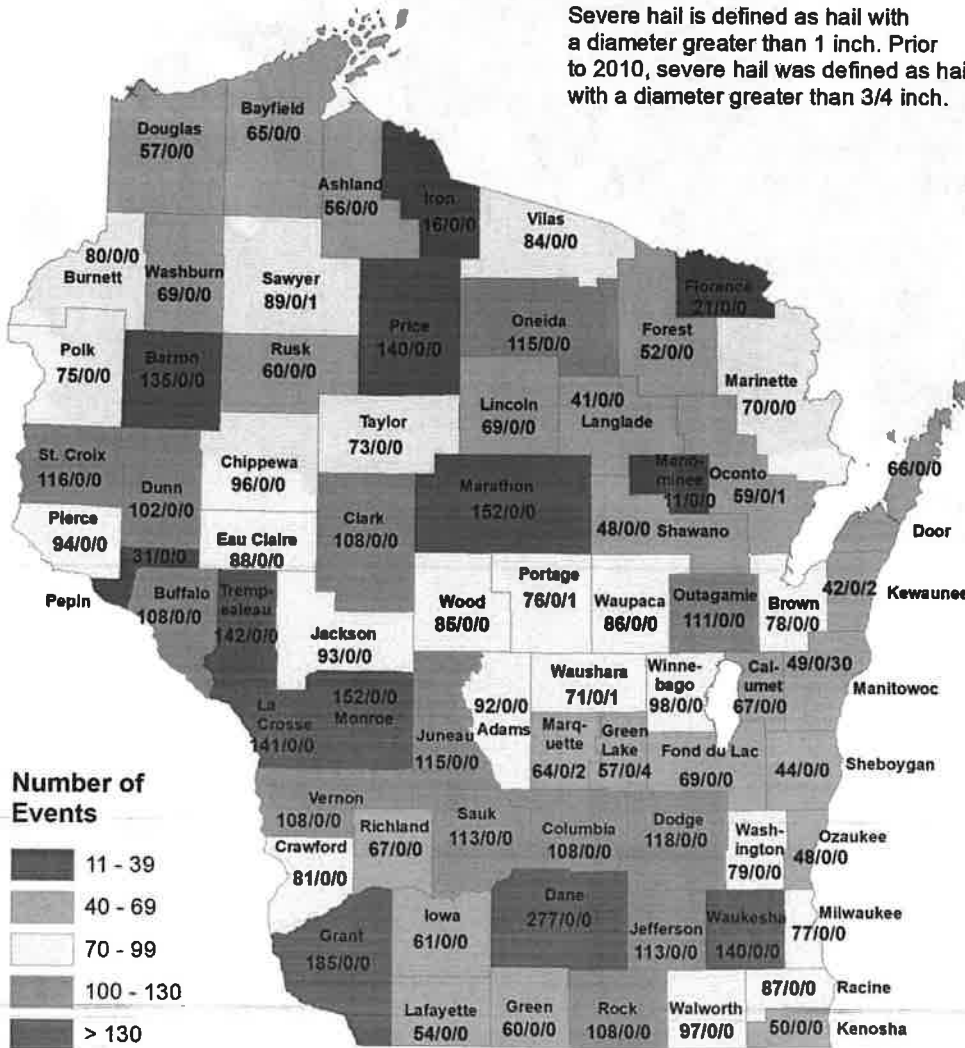 Severe hail is defined as hail with
a diameter greater than 1 inch. Prior
to 2010, severe hail was defined as hail
with a diameter greater than 3/4 inch.
Douglas
57/0/0
Bayfield
65/0/0
Ashland
56/0/0
Iron
16/0/0
Vilas
84/0/0
80/0/0
Burnett
Washburn
69/0/0
Sawyer
89/0/1
Price
140/0/0
Oneida
115/0/0
Forest
52/0/0
Florence
21/0/0
Marinette
70/0/0
Polk
75/0/0
Barron
135/0/0
Rusk
60/0/0
Taylor
73/0/0
Lincoln
69/0/0
41/0/0
Langlade
St. Croix
116/0/0
Dunn
102/0/0
Chippewa
96/0/0
Marathon
152/0/0
Menominee
11/0/0
Oconto
59/0/1
66/0/0
Door
Pierce
94/0/0
31/0/0
Pepin
Eau Claire
88/0/0
Clark
108/0/0
48/0/0
Shawano
Buffalo
108/0/0
Tremp-
ealeau
142/0/0
Jackson
93/0/0
Wood
85/0/0
Portage
76/0/1
Waupaca
86/0/0
Outagamie
111/0/0
Brown
78/0/0
42/0/2
Kewaunee
La
Crosse
141/0/0
152/0/0
Monroe
Juneau
115/0/0
92/0/0
Adams
Waushara
71/0/1
Winne-
bago
98/0/0
Cal-
umet
67/0/0
49/0/30
Manitowoc
Marq-
uette
64/0/2
Green
Lake
57/0/4
Fond du Lac
69/0/0
44/0/0
Sheboygan
Vernon
108/0/0
Crawford
81/0/0
Richland
67/0/0
Sauk
113/0/0
Columbia
108/0/0
Dodge
118/0/0
Wash-
ington
79/0/0
Ozaukee
48/0/0
Grant
185/0/0
Iowa
61/0/0
Dane
277/0/0
Jefferson
113/0/0
Waukesha
140/0/0
Milwaukee
77/0/0
Lafayette
54/0/0
Green
60/0/0
Rock
108/0/0
Walworth
97/0/0
87/0/0
Racine
50/0/0
Kenosha
Number of
Events
11 - 39
40 - 69
70 - 99
100 - 130
> 130